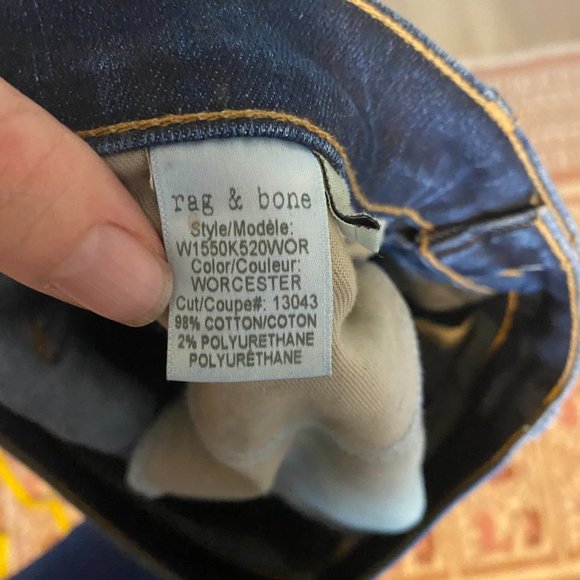 rag & bone
Style/Modèle:
W1550K520WOR
Color/Couleur:
WORCESTER
Cut/Coupe#: 13043
98% COTTON/COTON
2% POLYURETHANE
POLYURÉTHANE